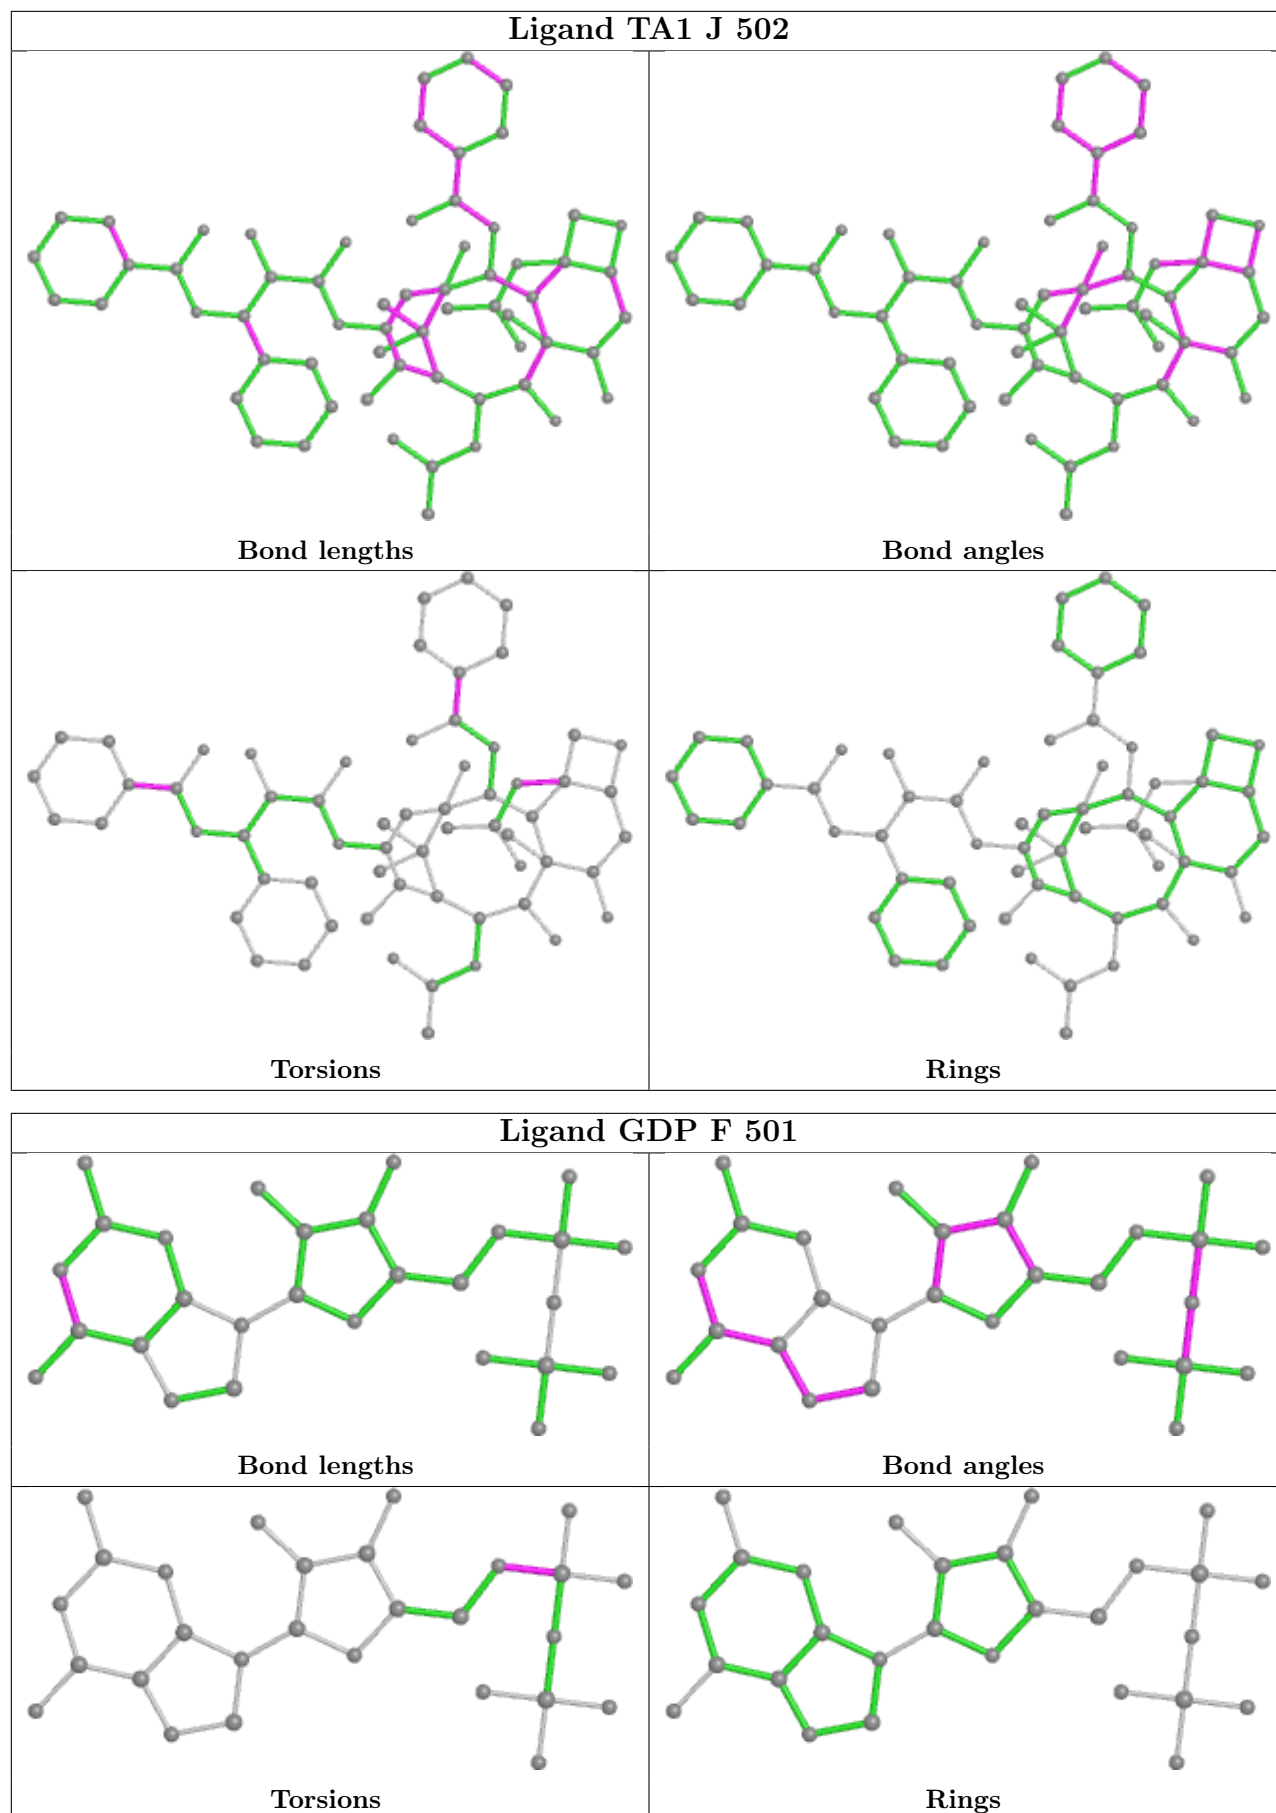 Ligand TA1 J 502
Bond lengths
Bond angles
Torsions
Rings
Ligand GDP F 501
Bond lengths
Bond angles
Torsions
Rings